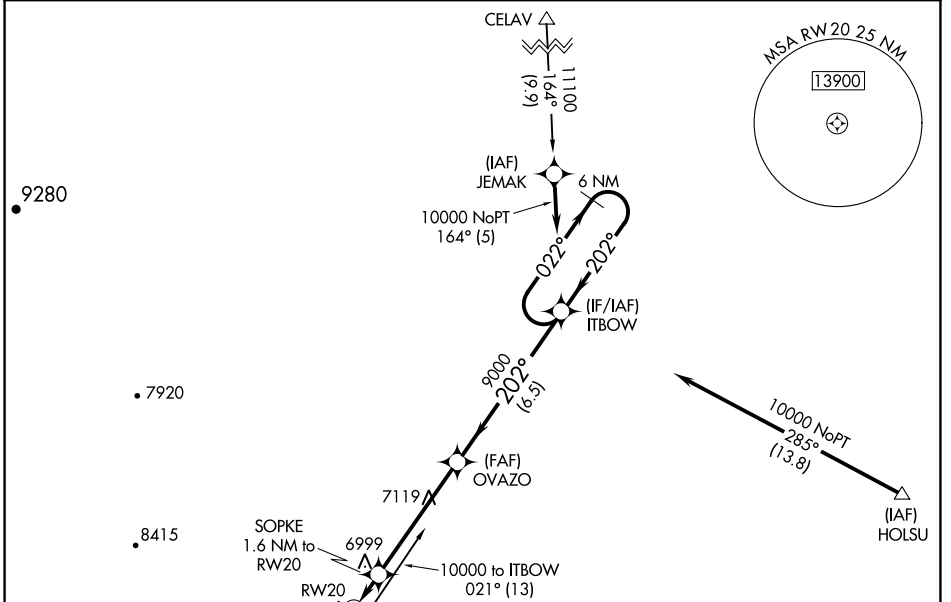 CELAV
11100
164°
(9.9)
MSA RW20 25 NM
13900
(IAF)
JEMAK
6 NM
9280
10000 NoPT
164° (5)
022°
202°
(IF/IAF)
ITBOW
9000
202°
(6.5)
7920
10000 NoPT
285°
(13.8)
(FAF)
OVAZO
7119
(IAF)
HOLSU
8415
SOPKE
1.6 NM to
RW20
6999
10000 to ITBOW
021° (13)
RW20